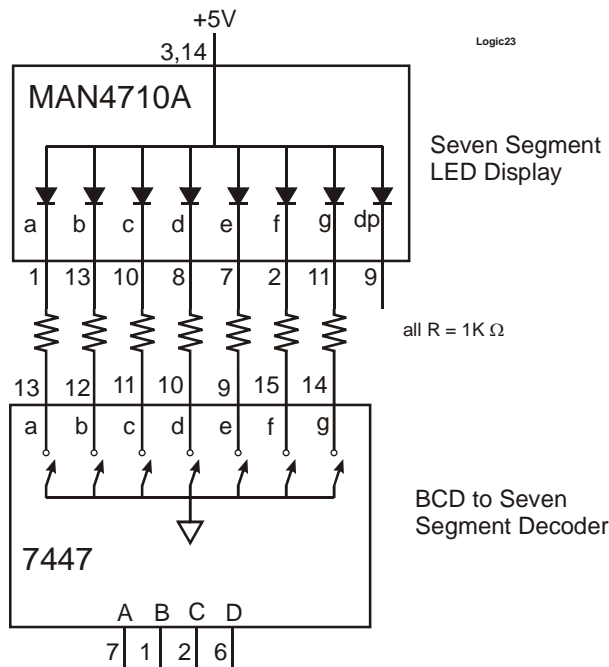 +5V
Logic23
3,14
MAN4710A
Seven Segment
LED Display
a b c d e f g dp
1 13 10 8 7 2 11 9
all R = 1K Ω
13 12 11 10 9 15 14
a b c d e f g
BCD to Seven
Segment Decoder
7447
A B C D
7 1 2 6